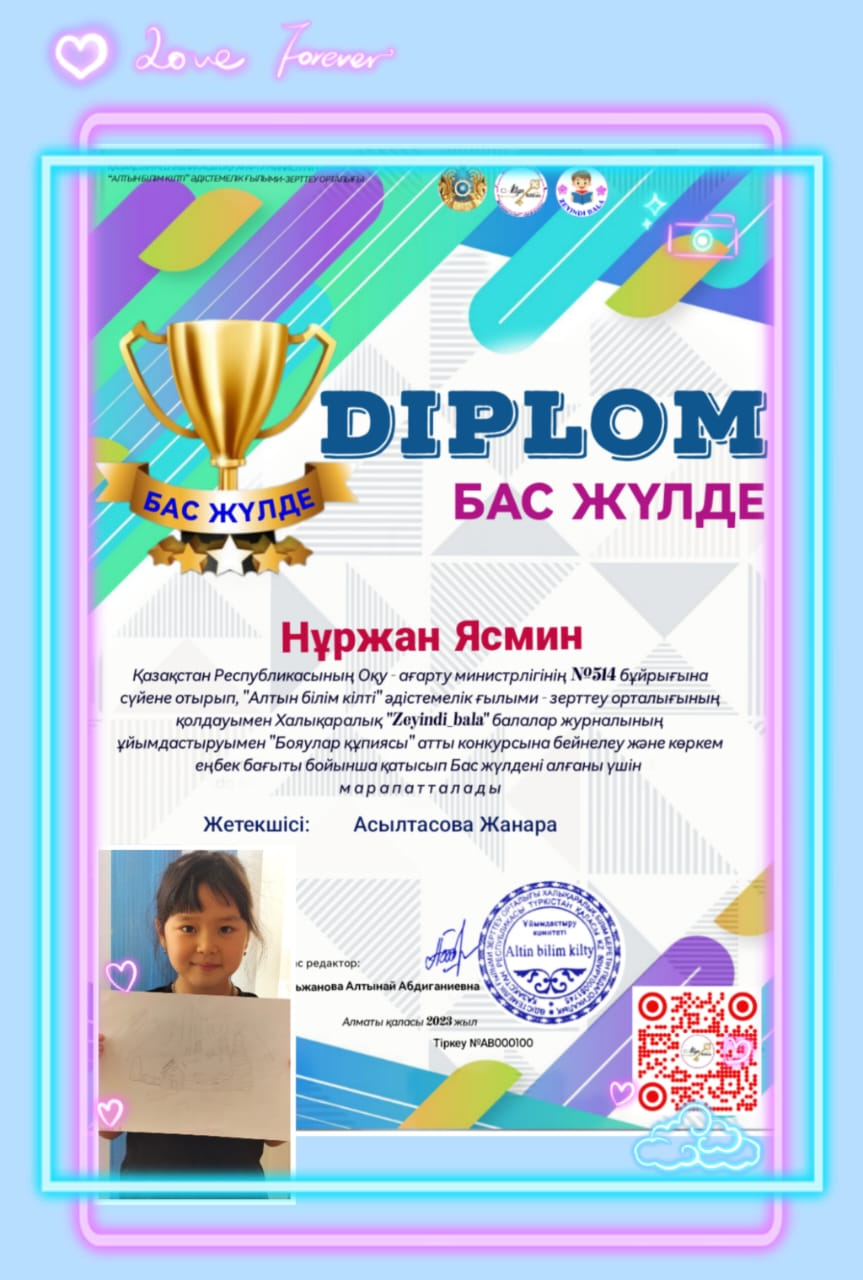 Love Forever
"АЛТЫН БІЛІМ КІЛТІ" ӘДІСТЕМЕЛІК ҒЫЛЫМИ-ЗЕРТТЕУ ОРТАЛЫҒЫ
ZEYINDI BALA
DIPLOM
БАС ЖҮЛДЕ
БАС ЖҮЛДЕ
Нұржан Ясмин
Қазақстан Республикасының Оқу - ағарту министрлігінің №514 бұйрығына
сүйене отырып, "Алтын білім кілті" әдістемелік ғылыми - зерттеу орталығының
қолдауымен Халықаралық "Zeyindi_bala" балалар журналының
ұйымдастыруымен "Бояулар құпиясы" атты конкурсына бейнелеу және көркем
еңбек бағыты бойынша қатысып Бас жүлдені алғаны үшін
марапатталады
Жетекшісі: Асылтасова Жанара
Ұйымдастыру
комитеті
Altin bilim kilty
с редактор:
ьжанова Алтынай Абдиганиевна
Алматы қаласы 2023 жыл
Тіркеу №АВ000100